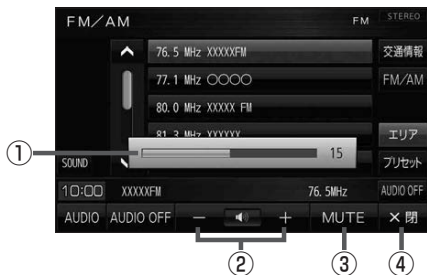 FM/AM FM STEREO
76.5 MHz XXXXXFM 交通情報
77.1 MHz ○○○○ FM/AM
80.0 MHz XXXXX FM
81.3 MHz XXXXXX エリア
① 15
SOUND プリセット
10:00 XXXXFM 76.5MHz AUDIO OFF
AUDIO AUDIO OFF − + MUTE ×閉
② ③ ④